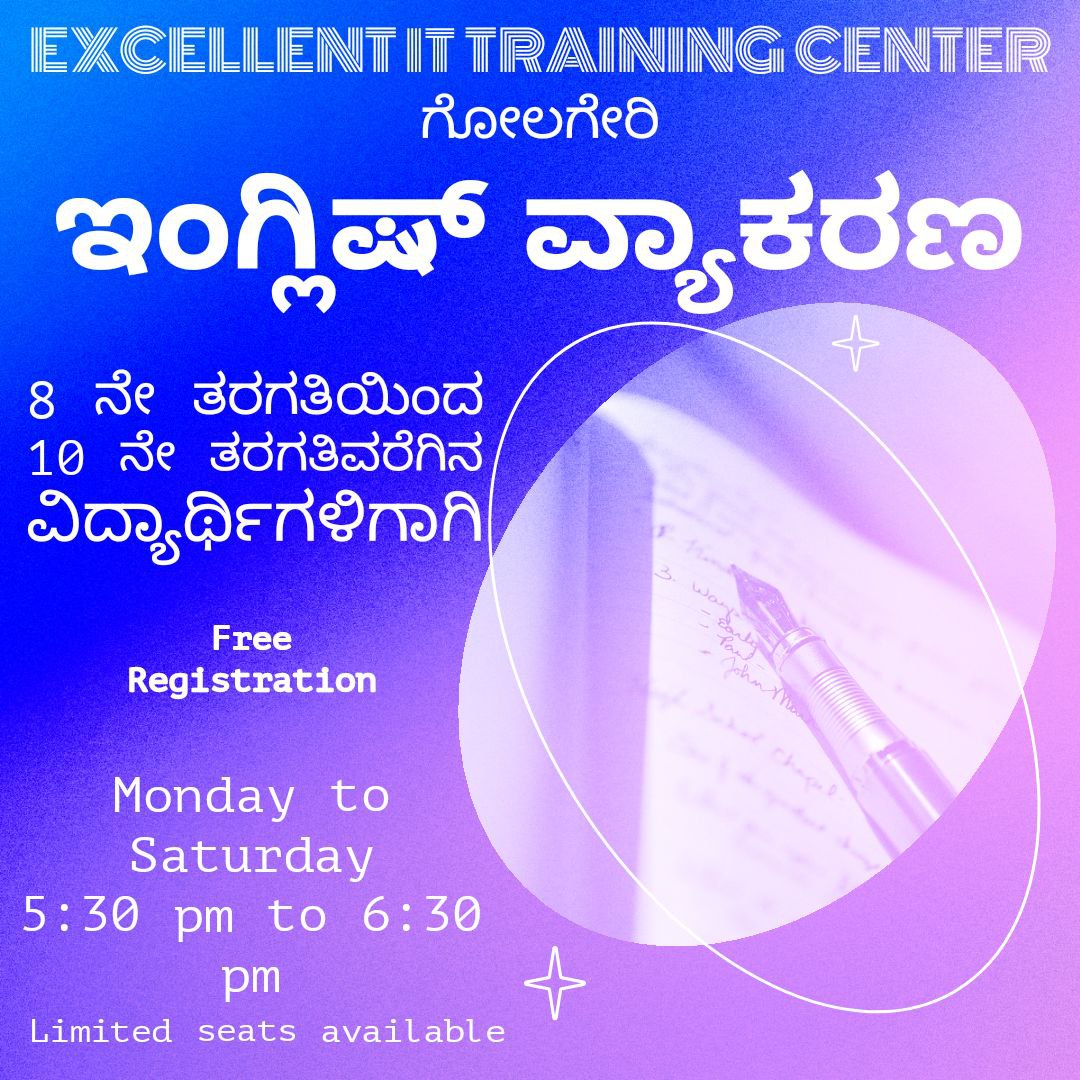 EXCELLENT IT TRAINING CENTER
ಗೋಲಗೇರಿ
ಇಂಗ್ಲಿಷ್ ವ್ಯಾಕರಣ
8 ನೇ ತರಗತಿಯಿಂದ
10 ನೇ ತರಗತಿವರೆಗಿನ
ವಿದ್ಯಾರ್ಥಿಗಳಿಗಾಗಿ
Free
Registration
Monday to
Saturday
5:30 pm to 6:30
pm
Limited seats available